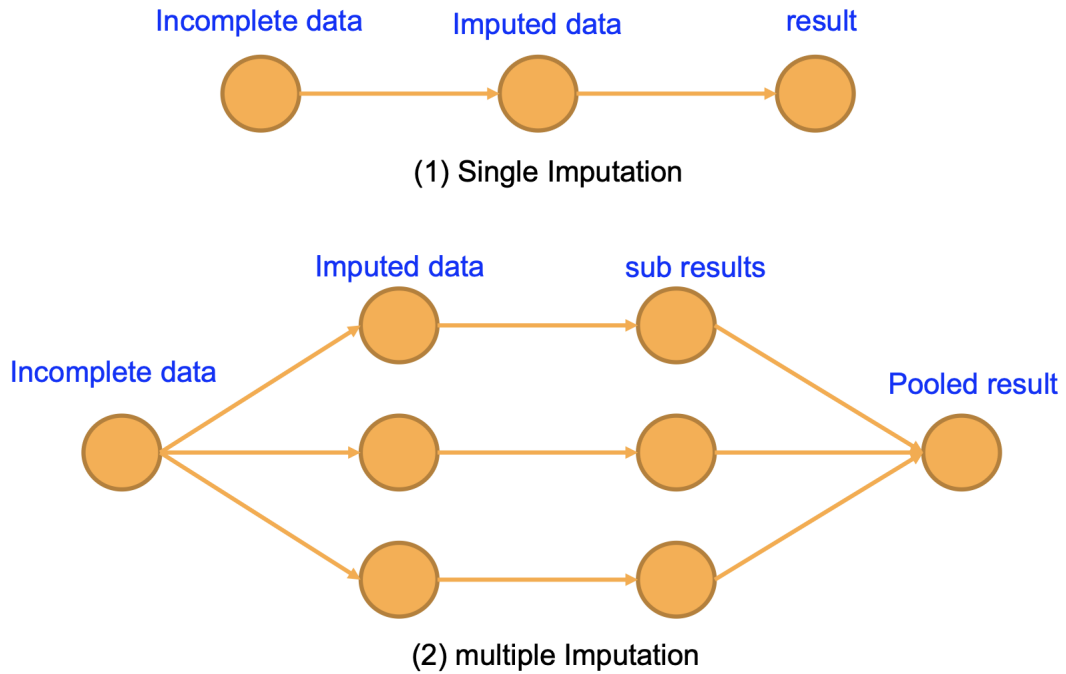 Incomplete data
Imputed data
result
(1) Single Imputation
Imputed data
sub results
Incomplete data
Pooled result
(2) multiple Imputation